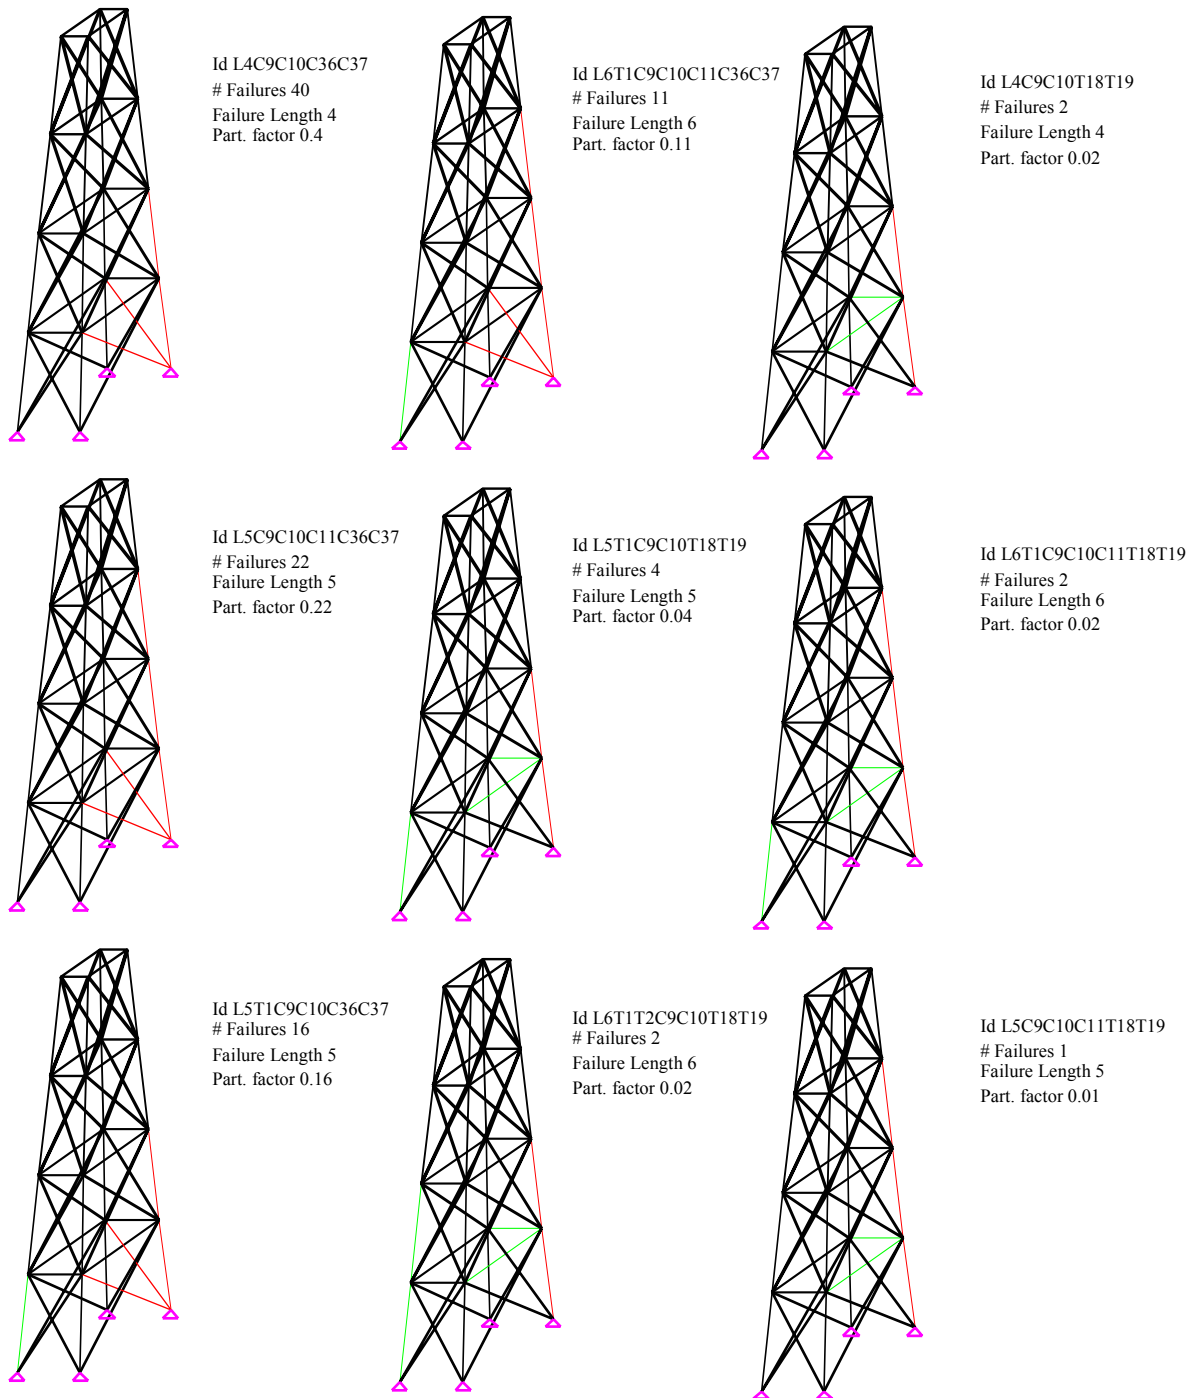 Id L4C9C10C36C37
# Failures 40
Failure Length 4
Part. factor 0.4
Id L6T1C9C10C11C36C37
# Failures 11
Failure Length 6
Part. factor 0.11
Id L4C9C10T18T19
# Failures 2
Failure Length 4
Part. factor 0.02
Id L5C9C10C11C36C37
# Failures 22
Failure Length 5
Part. factor 0.22
Id L5T1C9C10T18T19
# Failures 4
Failure Length 5
Part. factor 0.04
Id L6T1C9C10C11T18T19
# Failures 2
Failure Length 6
Part. factor 0.02
Id L5T1C9C10C36C37
# Failures 16
Failure Length 5
Part. factor 0.16
Id L6T1T2C9C10T18T19
# Failures 2
Failure Length 6
Part. factor 0.02
Id L5C9C10C11T18T19
# Failures 1
Failure Length 5
Part. factor 0.01